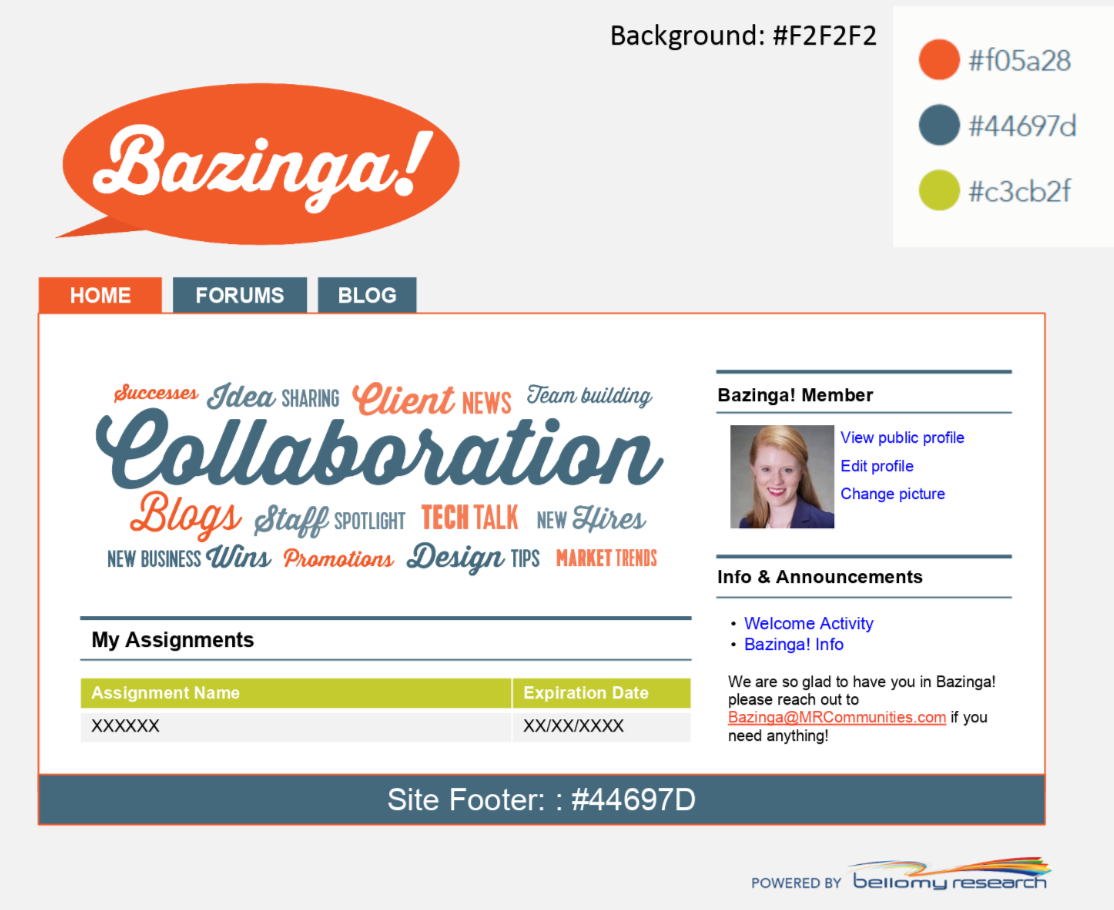 Background: #F2F2F2
#f05a28
#44697d
#c3cb2f
Bazinga!
HOME FORUMS BLOG
Successes Idea SHARING Client NEWS Team building
Collaboration
Blogs Staff SPOTLIGHT TECH TALK NEW Hires
NEW BUSINESS Wins Promotions Design TIPS MARKET TRENDS
My Assignments
Assignment Name Expiration Date
XXXXXX XX/XX/XXXX
Bazinga! Member
View public profile
Edit profile
Change picture
Info & Announcements
• Welcome Activity
• Bazinga! Info
We are so glad to have you in Bazinga!
please reach out to
Bazinga@MRCommunities.com if you
need anything!
Site Footer: : #44697D
POWERED BY bellomy research